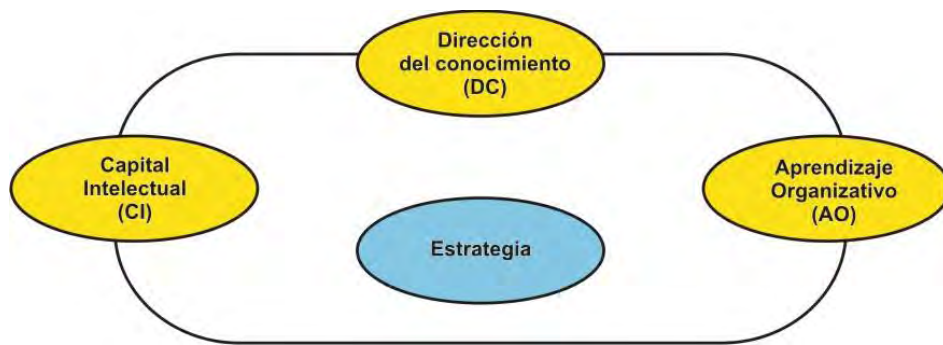 Dirección
del conocimiento
(DC)
Capital
Intelectual
(CI)
Aprendizaje
Organizativo
(AO)
Estrategia